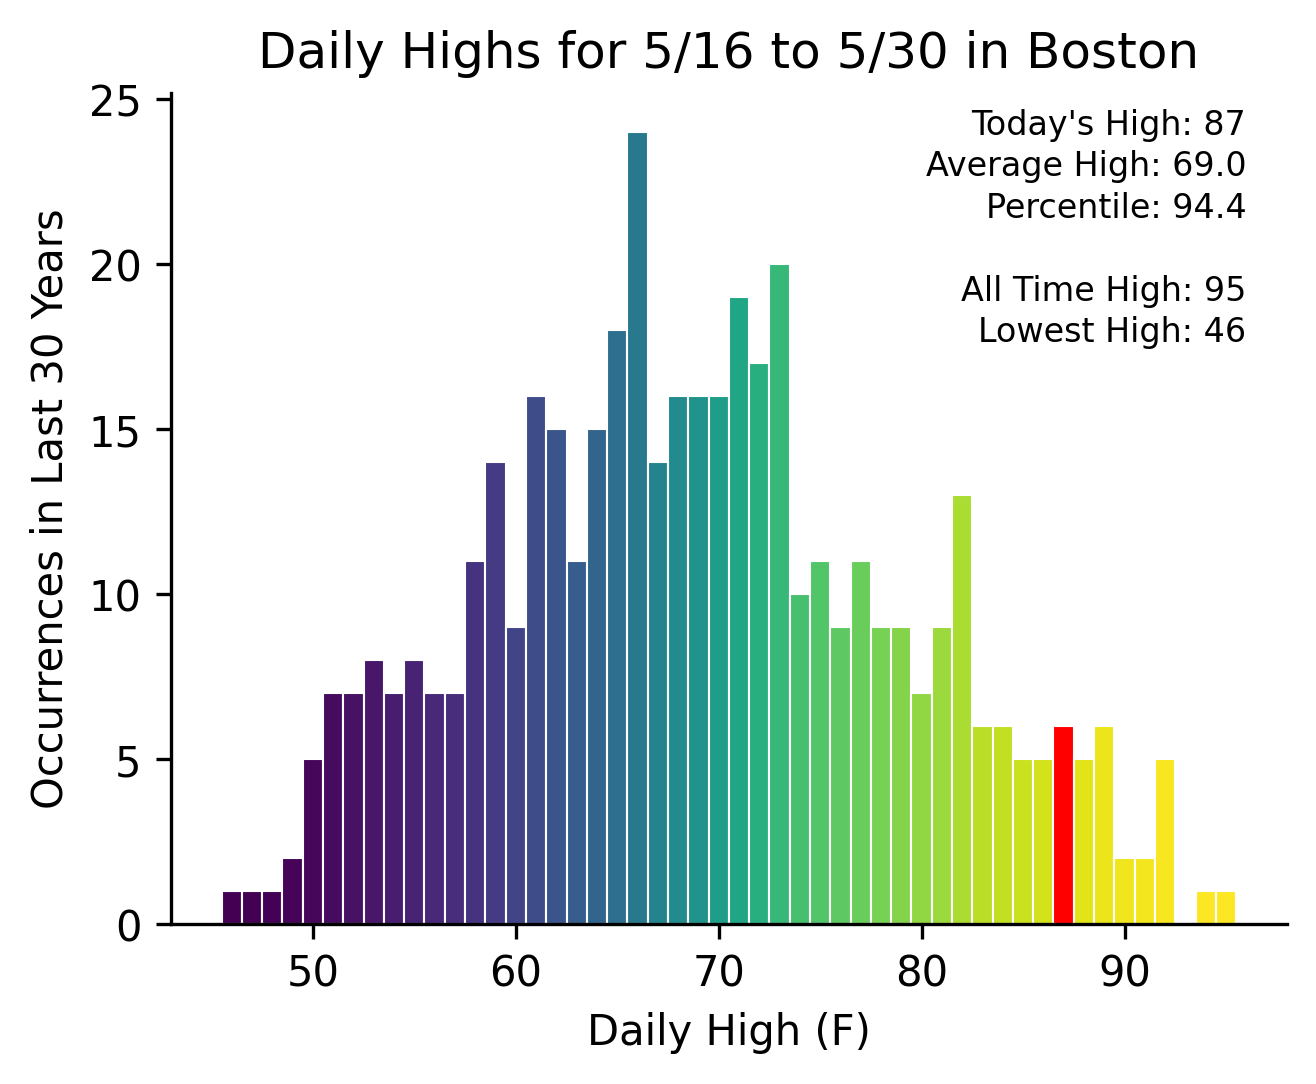 Daily Highs for 5/16 to 5/30 in Boston
Today's High: 87
Average High: 69.0
Percentile: 94.4
All Time High: 95
Lowest High: 46
Occurrences in Last 30 Years
25
20
15
10
5
0
50 60 70 80 90
Daily High (F)